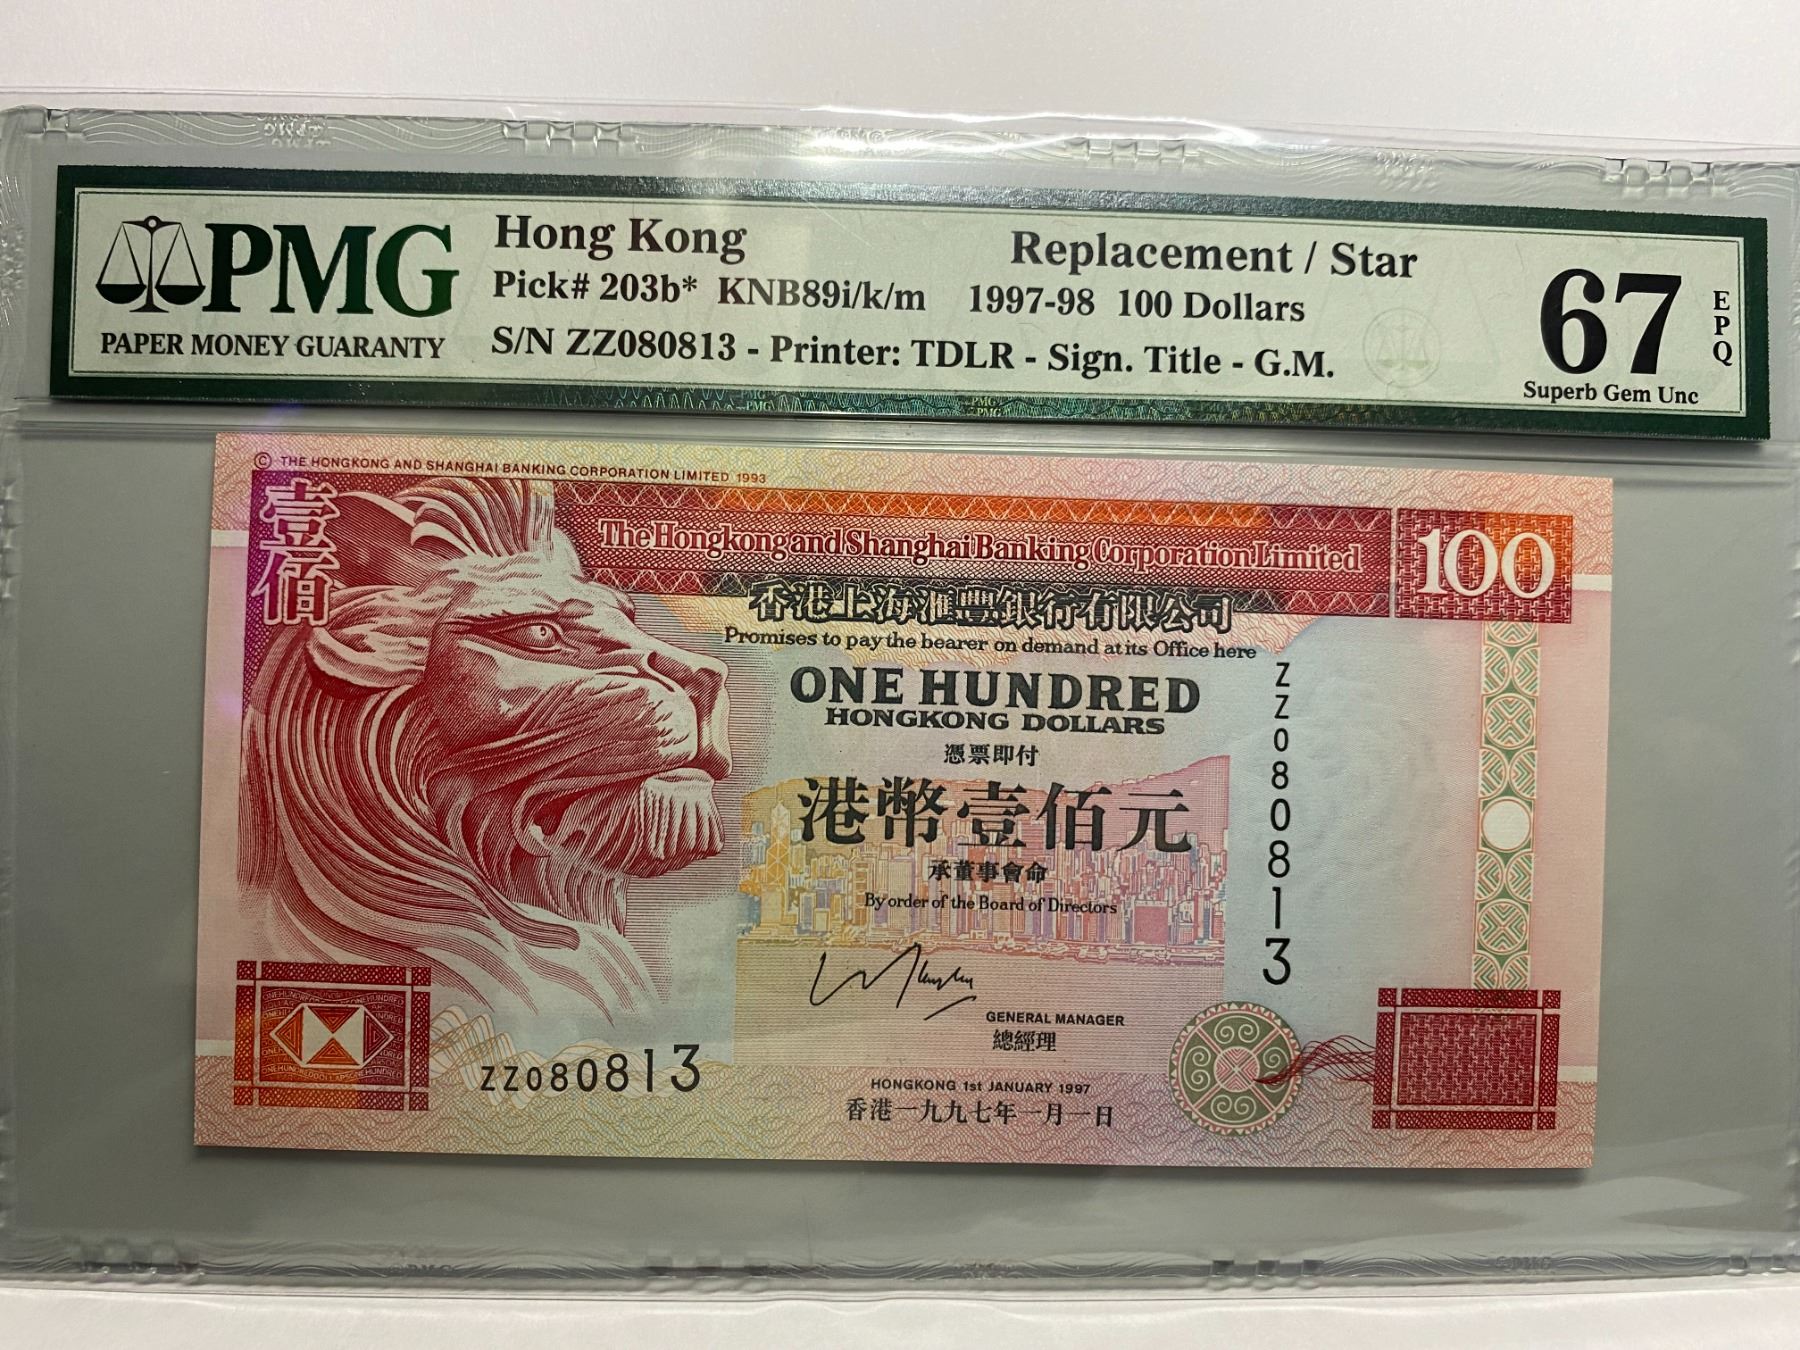 PMG
PAPER MONEY GUARANTY
Hong Kong
Replacement / Star
Pick# 203b* KNB89i/k/m 1997-98 100 Dollars
S/N ZZ080813 - Printer: TDLR - Sign. Title - G.M.
67
EPQ
Superb Gem Unc
© THE HONGKONG AND SHANGHAI BANKING CORPORATION LIMITED 1993
壹佰
The Hongkong and Shanghai Banking Corporation Limited
100
香港上海滙豐銀行有限公司
Promises to pay the bearer on demand at its Office here
ONE HUNDRED
HONGKONG DOLLARS
憑票即付
港幣壹佰元
承董事會命
By order of the Board of Directors
ZZ080813
GENERAL MANAGER
總經理
ZZ080813
HONGKONG 1st JANUARY 1997
香港一九九七年一月一日